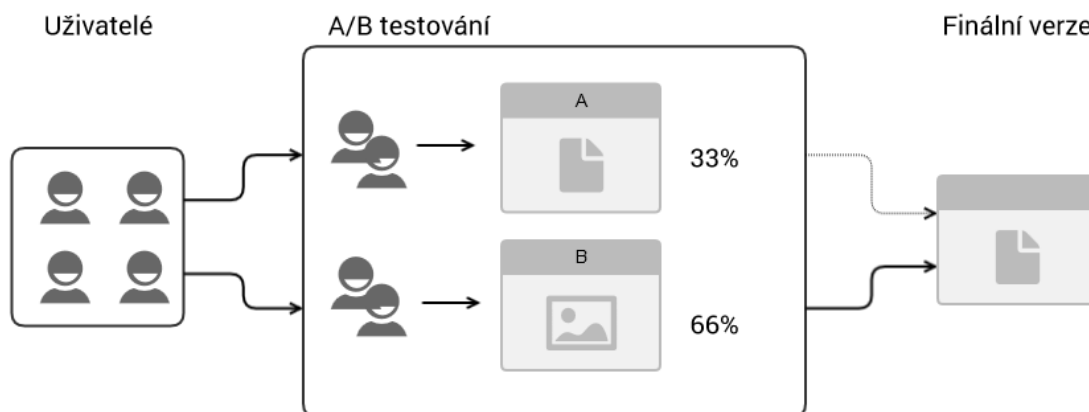 Uživatelé
A/B testování
Finální verze
A
33%
B
66%